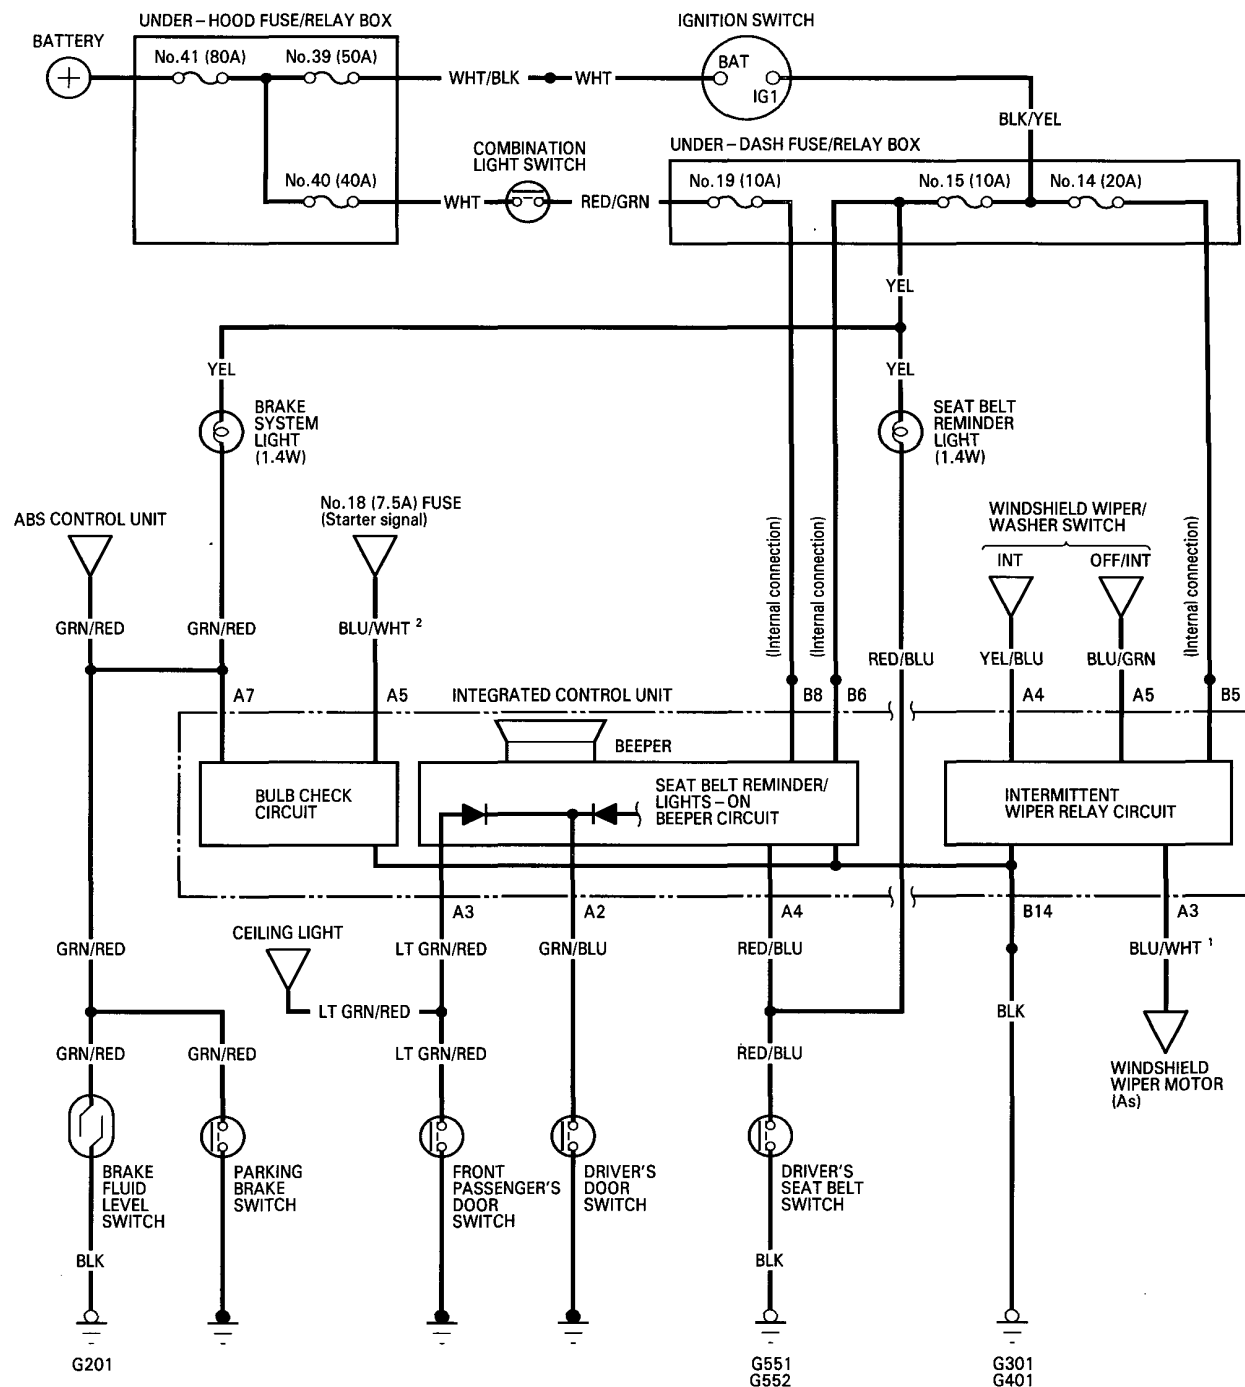 UNDER-HOOD FUSE/RELAY BOX
IGNITION SWITCH
BATTERY
No.41 (80A)
No.39 (50A)
BAT
IG1
WHT/BLK
WHT
BLK/YEL
COMBINATION
LIGHT SWITCH
UNDER-DASH FUSE/RELAY BOX
No.40 (40A)
WHT
RED/GRN
No.19 (10A)
No.15 (10A)
No.14 (20A)
YEL
YEL
YEL
BRAKE
SYSTEM
LIGHT
(1.4W)
SEAT BELT
REMINDER
LIGHT
(1.4W)
ABS CONTROL UNIT
No.18 (7.5A) FUSE
(Starter signal)
(Internal connection)
(Internal connection)
WINDSHIELD WIPER/
WASHER SWITCH
INT
OFF/INT
(Internal connection)
GRN/RED
GRN/RED
BLU/WHT 2
RED/BLU
YEL/BLU
BLU/GRN
A7
A5
INTEGRATED CONTROL UNIT
B8
B6
A4
A5
B5
BEEPER
BULB CHECK
CIRCUIT
SEAT BELT REMINDER/
LIGHTS-ON
BEEPER CIRCUIT
INTERMITTENT
WIPER RELAY CIRCUIT
A3
A2
A4
B14
A3
GRN/RED
CEILING LIGHT
LT GRN/RED
GRN/BLU
RED/BLU
BLU/WHT 1
LT GRN/RED
BLK
GRN/RED
GRN/RED
LT GRN/RED
RED/BLU
WINDSHIELD
WIPER MOTOR
(As)
BRAKE
FLUID
LEVEL
SWITCH
PARKING
BRAKE
SWITCH
FRONT
PASSENGER'S
DOOR
SWITCH
DRIVER'S
DOOR
SWITCH
DRIVER'S
SEAT BELT
SWITCH
BLK
BLK
G201
G551
G552
G301
G401